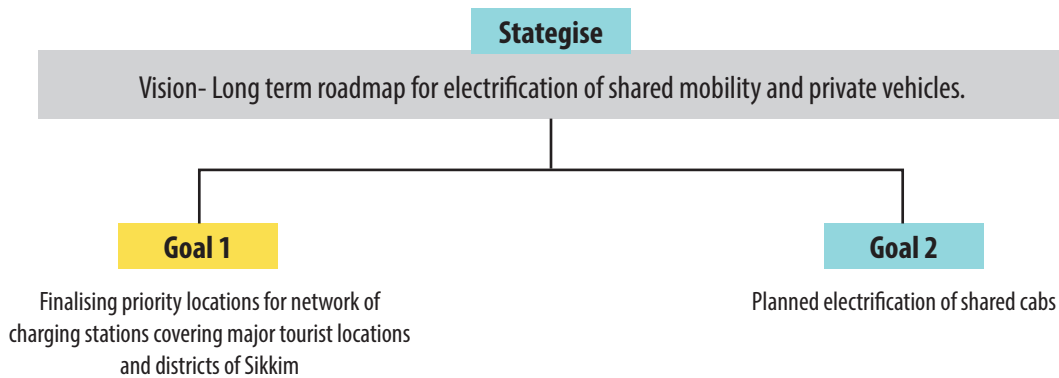 Stategise
Vision- Long term roadmap for electrification of shared mobility and private vehicles.
Goal 1
Finalising priority locations for network of
charging stations covering major tourist locations
and districts of Sikkim
Goal 2
Planned electrification of shared cabs